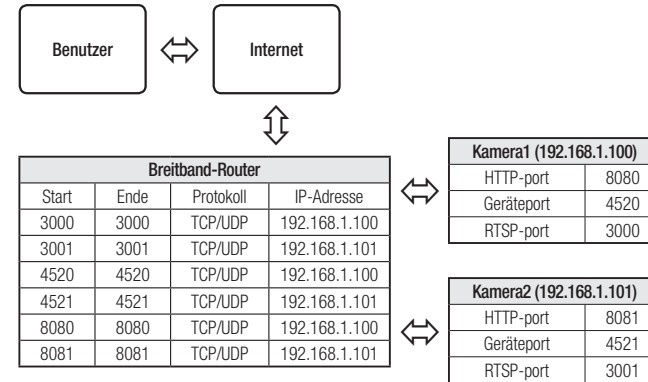 Benutzer
Internet
Breitband-Router
Start Ende Protokoll IP-Adresse
3000 3000 TCP/UDP 192.168.1.100
3001 3001 TCP/UDP 192.168.1.101
4520 4520 TCP/UDP 192.168.1.100
4521 4521 TCP/UDP 192.168.1.101
8080 8080 TCP/UDP 192.168.1.100
8081 8081 TCP/UDP 192.168.1.101
Kamera1 (192.168.1.100)
HTTP-port 8080
Geräteport 4520
RTSP-port 3000
Kamera2 (192.168.1.101)
HTTP-port 8081
Geräteport 4521
RTSP-port 3001